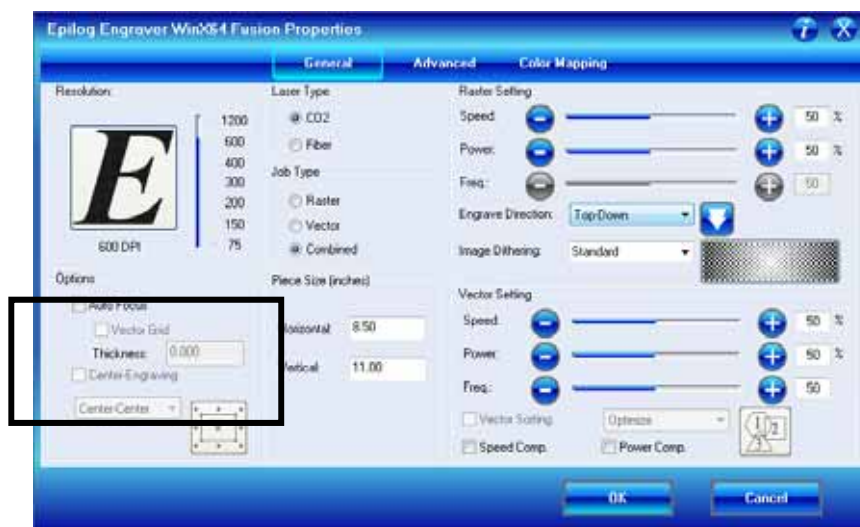 Epilog Engraver WinX64 Fusion Properties
General Advanced Color Mapping
Resolution:
E
600 DPI
1200
600
400
300
200
150
75
Laser Type
CO2
Fiber
Job Type
Raster
Vector
Combined
Raster Setting
Speed: 50 %
Power: 50 %
Freq.: 50
Engrave Direction: Top-Down
Image Dithering: Standard
Options
Auto Focus
Vector Grid
Thickness: 0.000
Center-Engraving
Center-Center
Piece Size (inches)
Horizontal: 8.50
Vertical: 11.00
Vector Setting
Speed: 50 %
Power: 50 %
Freq.: 50
Vector Sorting Optimize
1 2 3
Speed Comp. Power Comp.
OK Cancel